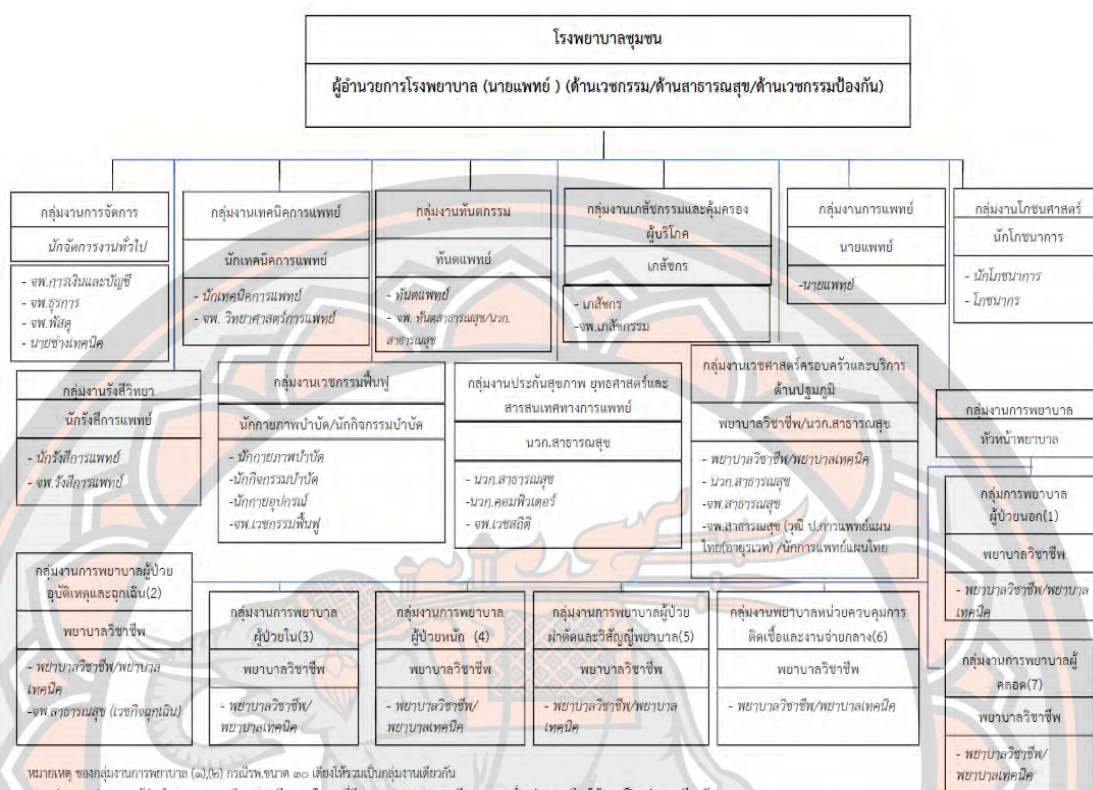 โรงพยาบาลชุมชน
ผู้อำนวยการโรงพยาบาล (นายแพทย์ ) (ด้านเวชกรรม/ด้านสาธารณสุข/ด้านเวชกรรมป้องกัน)
กลุ่มงานการจัดการ
นักจัดการงานทั่วไป
- จพ.การเงินและบัญชี
- จพ.ธุรการ
- จพ.พัสดุ
- นายช่างเทคนิค
กลุ่มงานเทคนิคการแพทย์
นักเทคนิคการแพทย์
- นักเทคนิคการแพทย์
- จพ. วิทยาศาสตร์การแพทย์
กลุ่มงานทันตกรรม
ทันตแพทย์
- ทันตแพทย์
- จพ. ทันตสาธารณสุข/นวก.
สาธารณสุข
กลุ่มงานเภสัชกรรมและคุ้มครอง
ผู้บริโภค
เภสัชกร
- เภสัชกร
-จพ.เภสัชกรรม
กลุ่มงานการแพทย์
นายแพทย์
-นายแพทย์
กลุ่มงานโภชนศาสตร์
นักโภชนาการ
- นักโภชนาการ
- โภชนากร
กลุ่มงานรังสีวิทยา
นักรังสีการแพทย์
- นักรังสีการแพทย์
- จพ.รังสีการแพทย์
กลุ่มงานเวชกรรมฟื้นฟู
นักกายภาพบำบัด/นักกิจกรรมบำบัด
- นักกายภาพบำบัด
-นักกิจกรรมบำบัด
-นักกายอุปกรณ์
-จพ.เวชกรรมฟื้นฟู
กลุ่มงานประกันสุขภาพ ยุทธศาสตร์และ
สารสนเทศทางการแพทย์
นวก.สาธารณสุข
- นวก.สาธารณสุข
-นวก.คอมพิวเตอร์
-จพ.เวชสถิติ
กลุ่มงานเวชศาสตร์ครอบครัวและบริการ
ด้านปฐมภูมิ
พยาบาลวิชาชีพ/นวก.สาธารณสุข
- พยาบาลวิชาชีพ/พยาบาลเทคนิค
- นวก.สาธารณสุข
-จพ.สาธารณสุข
-จพ.สาธารณสุข (วุฒิ ป.การแพทย์แผน
ไทย(อายุรเวท) /นักการแพทย์แผนไทย
กลุ่มงานการพยาบาล
หัวหน้าพยาบาล
กลุ่มการพยาบาล
ผู้ป่วยนอก(1)
พยาบาลวิชาชีพ
- พยาบาลวิชาชีพ/พยาบาล
เทคนิค
กลุ่มงานการพยาบาลผู้ป่วย
อุบัติเหตุและฉุกเฉิน(2)
พยาบาลวิชาชีพ
- พยาบาลวิชาชีพ/พยาบาล
เทคนิค
-จพ.สาธารณสุข (เวชกิจฉุกเฉิน)
กลุ่มงานการพยาบาล
ผู้ป่วยใน(3)
พยาบาลวิชาชีพ
- พยาบาลวิชาชีพ/
พยาบาลเทคนิค
กลุ่มงานการพยาบาล
ผู้ป่วยหนัก (4)
พยาบาลวิชาชีพ
- พยาบาลวิชาชีพ/
พยาบาลเทคนิค
กลุ่มงานการพยาบาลผู้ป่วย
ผ่าตัดและวิสัญญีพยาบาล(5)
พยาบาลวิชาชีพ
- พยาบาลวิชาชีพ/พยาบาล
เทคนิค
กลุ่มงานพยาบาลหน่วยควบคุมการ
ติดเชื้อและงานจ่ายกลาง(6)
พยาบาลวิชาชีพ
- พยาบาลวิชาชีพ/พยาบาลเทคนิค
กลุ่มงานการพยาบาลผู้
คลอด(7)
พยาบาลวิชาชีพ
- พยาบาลวิชาชีพ/
พยาบาลเทคนิค
หมายเหตุ ของกลุ่มงานการพยาบาล (๑),(๒) กรณีรพ.ขนาด ๓๐ เตียงให้รวมเป็นกลุ่มงานเดียวกัน